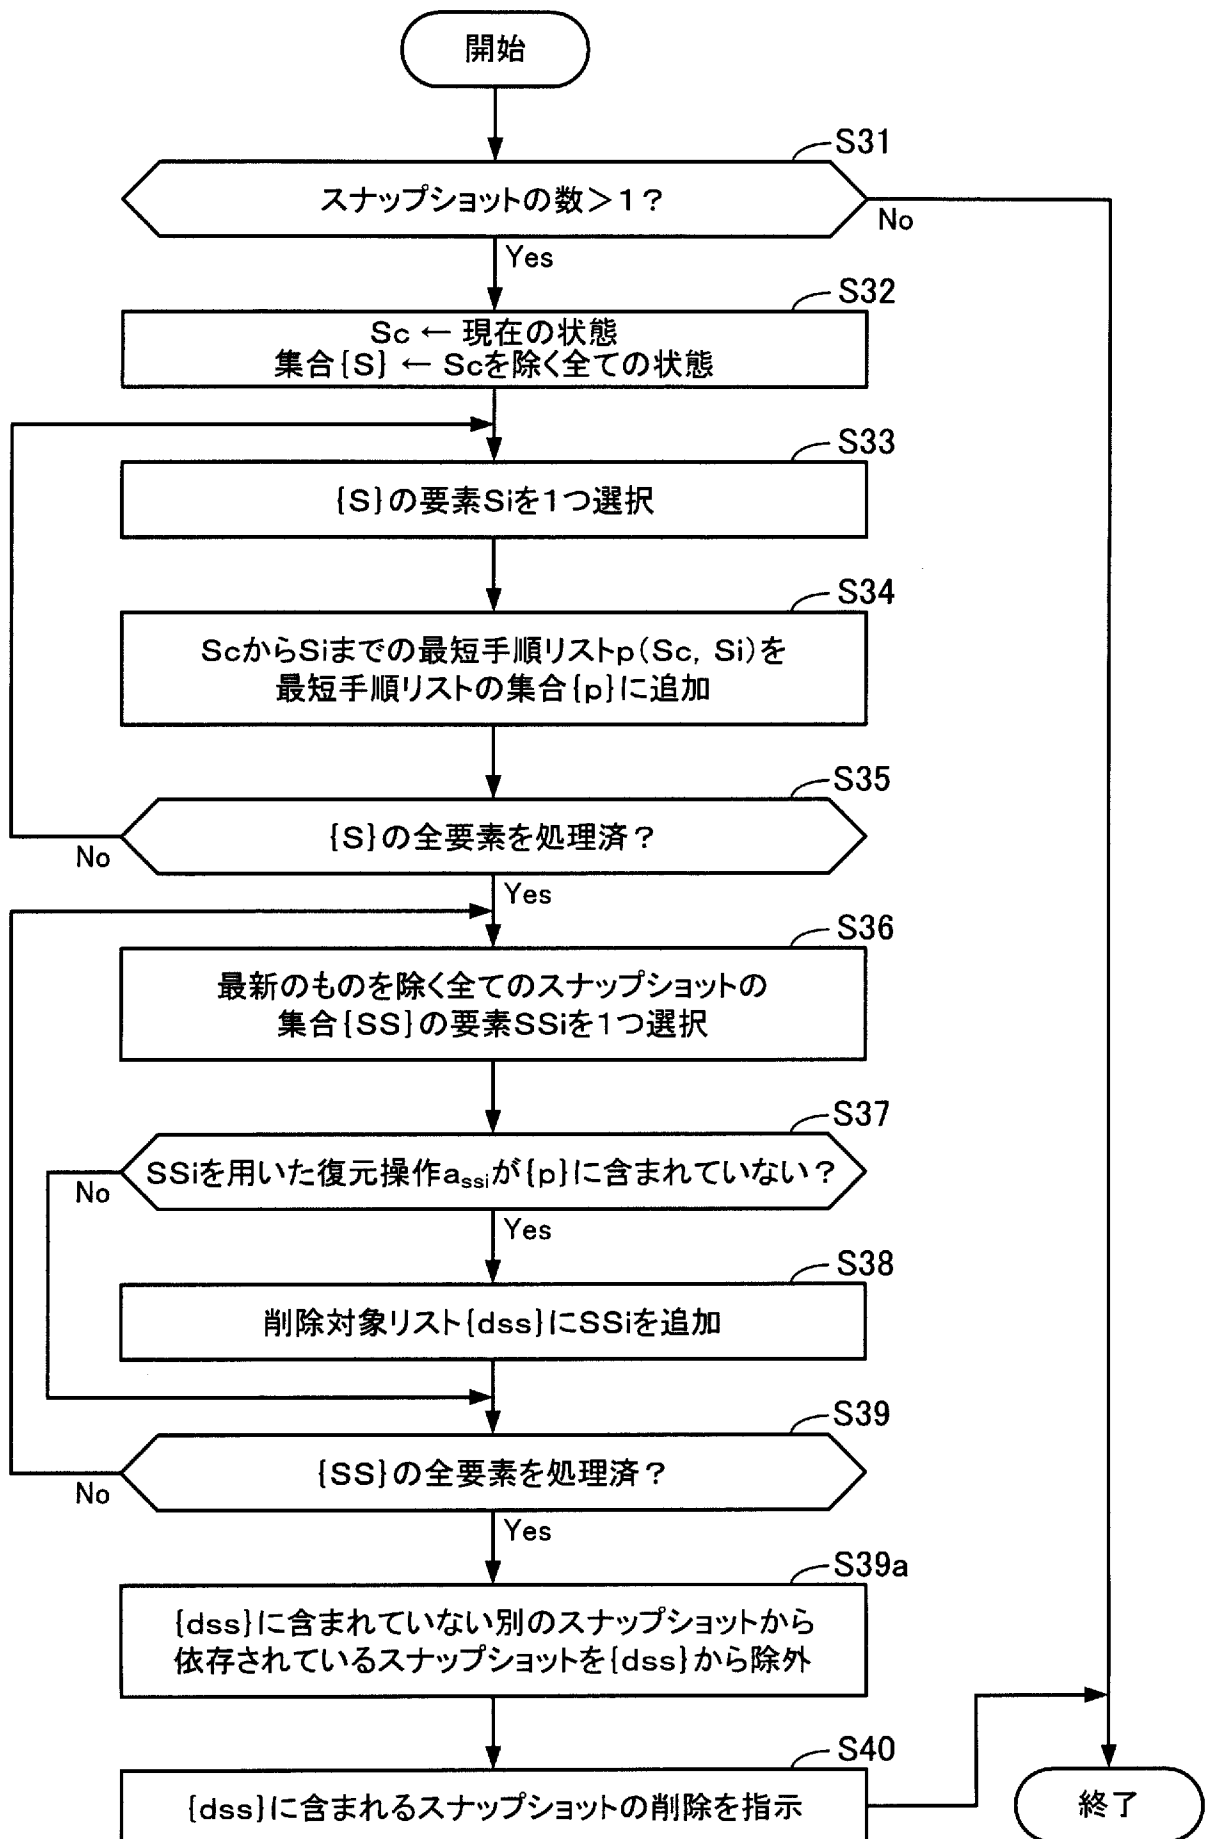 開始
S31
スナップショットの数>1?
No
Yes
S32
Sc ← 現在の状態
集合{S} ← Scを除く全ての状態
S33
{S}の要素Siを1つ選択
S34
ScからSiまでの最短手順リストp(Sc, Si)を
最短手順リストの集合{p}に追加
S35
{S}の全要素を処理済?
No
Yes
S36
最新のものを除く全てのスナップショットの
集合{SS}の要素SSiを1つ選択
S37
SSiを用いた復元操作assiが{p}に含まれていない?
No
Yes
S38
削除対象リスト{dss}にSSiを追加
S39
{SS}の全要素を処理済?
No
Yes
S39a
{dss}に含まれていない別のスナップショットから
依存されているスナップショットを{dss}から除外
S40
{dss}に含まれるスナップショットの削除を指示
終了